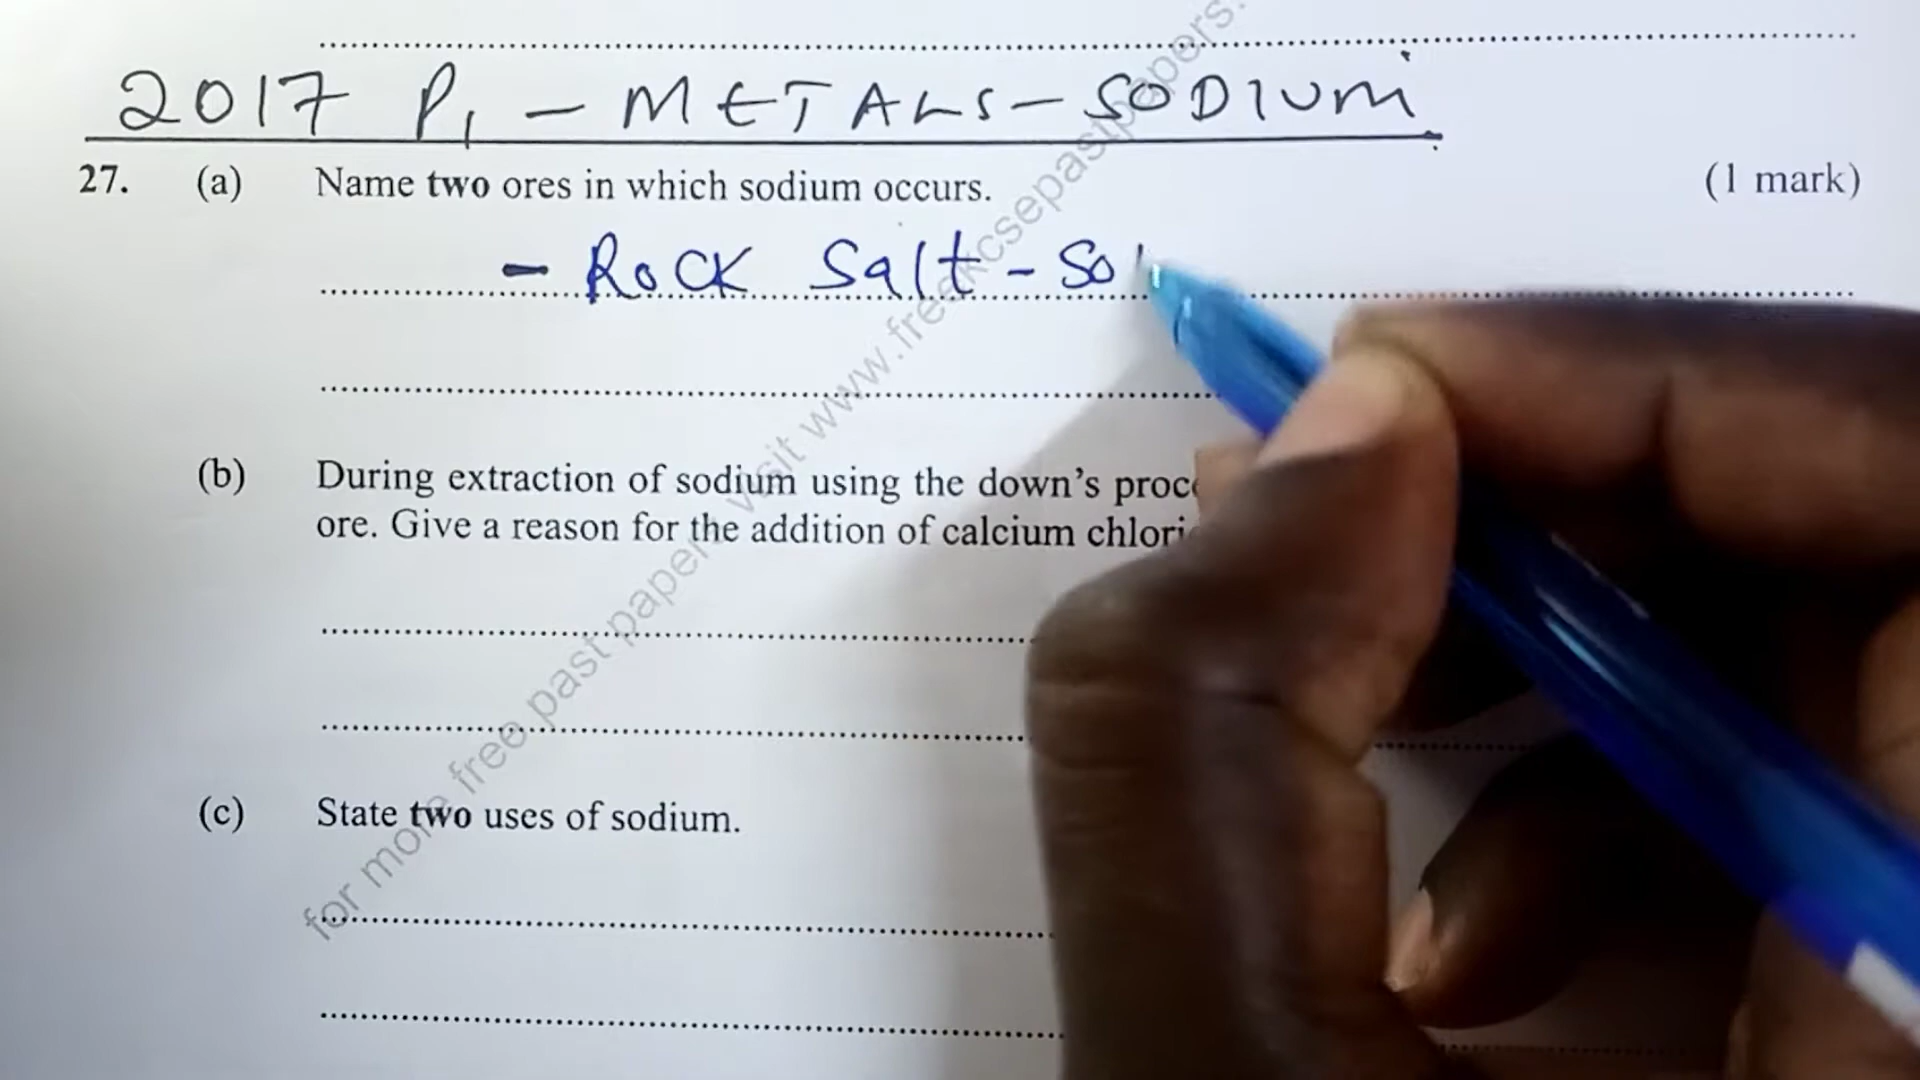 2017 P1 - METALS - SODIUM
27. (a) Name two ores in which sodium occurs. (1 mark)
- Rock Salt - So
(b) During extraction of sodium using the down's
ore. Give a reason for the addition of calcium
(c) State two uses of sodium.
for more free past papers visit www.freekcsepastpapers.